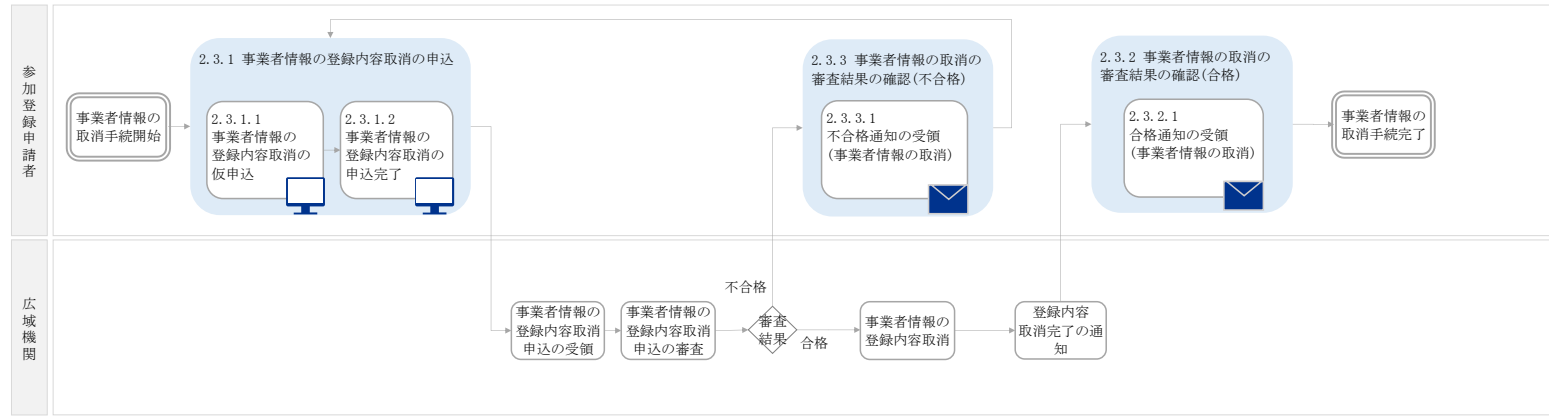 参加登録申請者
事業者情報の
取消手続開始
2.3.1 事業者情報の登録内容取消の申込
2.3.1.1
事業者情報の
登録内容取消の
仮申込
2.3.1.2
事業者情報の
登録内容取消の
申込完了
2.3.3 事業者情報の取消の
審査結果の確認(不合格)
2.3.3.1
不合格通知の受領
(事業者情報の取消)
2.3.2 事業者情報の取消の
審査結果の確認(合格)
2.3.2.1
合格通知の受領
(事業者情報の取消)
事業者情報の
取消手続完了
広域機関
事業者情報の
登録内容取消
申込の受領
事業者情報の
登録内容取消
申込の審査
不合格
審査
結果
合格
事業者情報の
登録内容取消
登録内容
取消完了の通
知